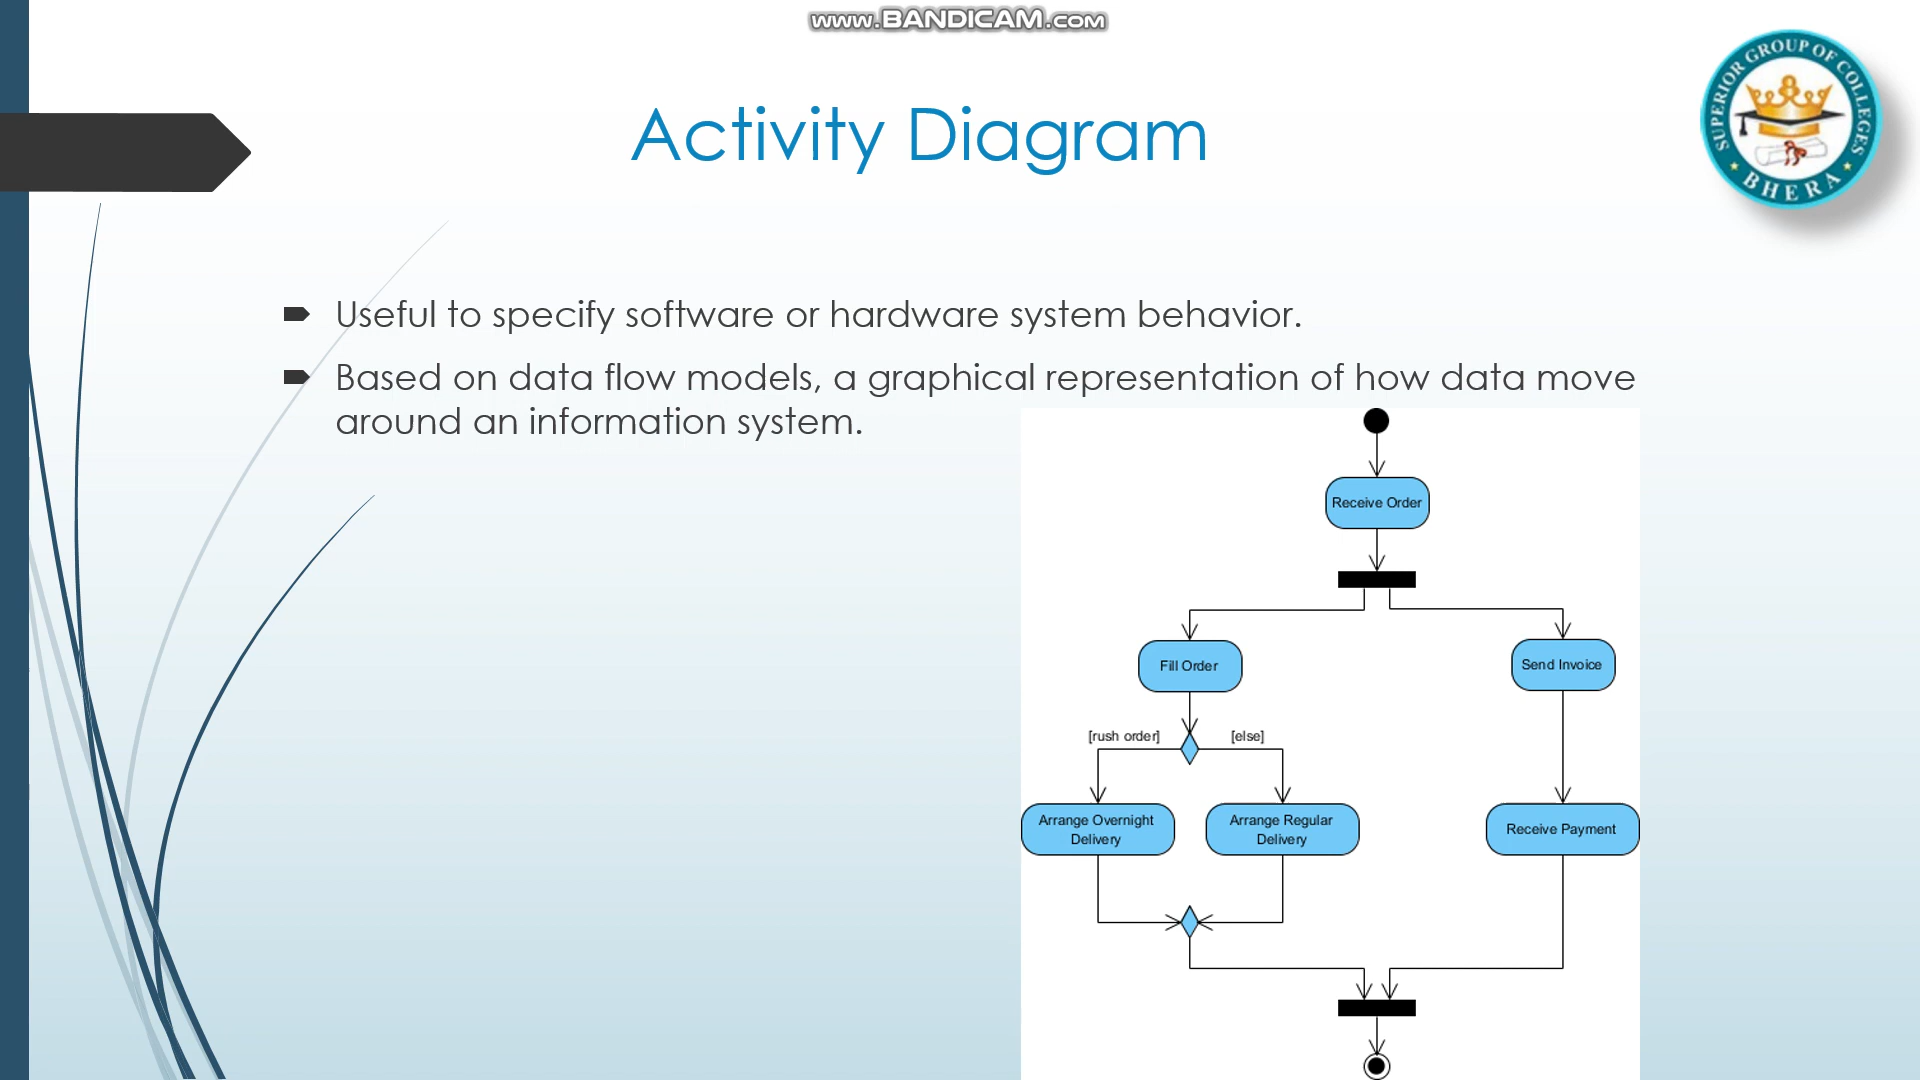 www.BANDICAM.com
SUPERIOR GROUP OF COLLEGES
BHERA
Activity Diagram
Useful to specify software or hardware system behavior.
Based on data flow models, a graphical representation of how data move
around an information system.
Receive Order
Fill Order
Send Invoice
[rush order]
[else]
Arrange Overnight
Delivery
Arrange Regular
Delivery
Receive Payment